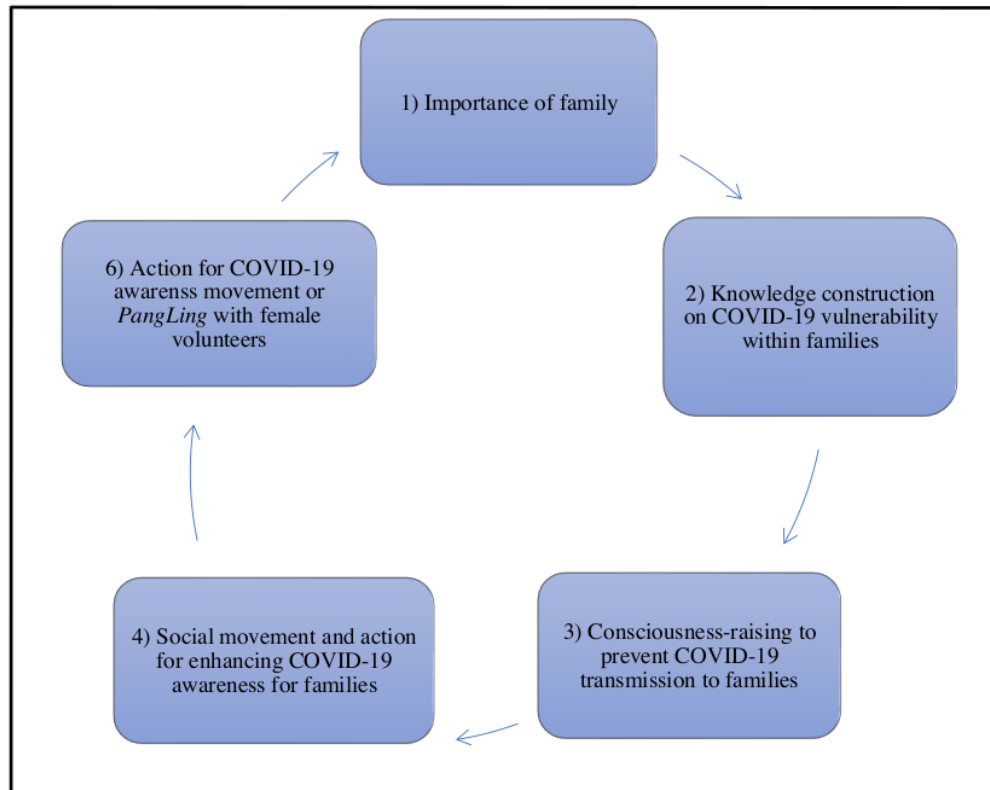 1) Importance of family
2) Knowledge construction
on COVID-19 vulnerability
within families
3) Consciousness-raising to
prevent COVID-19
transmission to families
4) Social movement and action
for enhancing COVID-19
awareness for families
6) Action for COVID-19
awarenss movement or
PangLing with female
volunteers